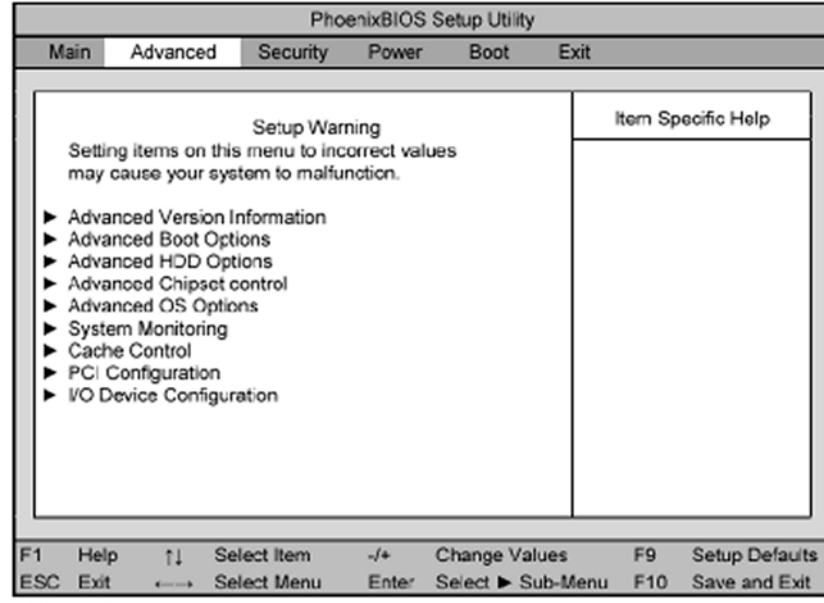 PhoenixBIOS Setup Utility
Main Advanced Security Power Boot Exit
Setup Warning
Setting items on this menu to incorrect values
may cause your system to malfunction.
► Advanced Version Information
► Advanced Boot Options
► Advanced HDD Options
► Advanced Chipset control
► Advanced OS Options
► System Monitoring
► Cache Control
► PCI Configuration
► I/O Device Configuration
Item Specific Help
F1 Help ↑↓ Select Item -/+ Change Values F9 Setup Defaults
ESC Exit ←→ Select Menu Enter Select ► Sub-Menu F10 Save and Exit